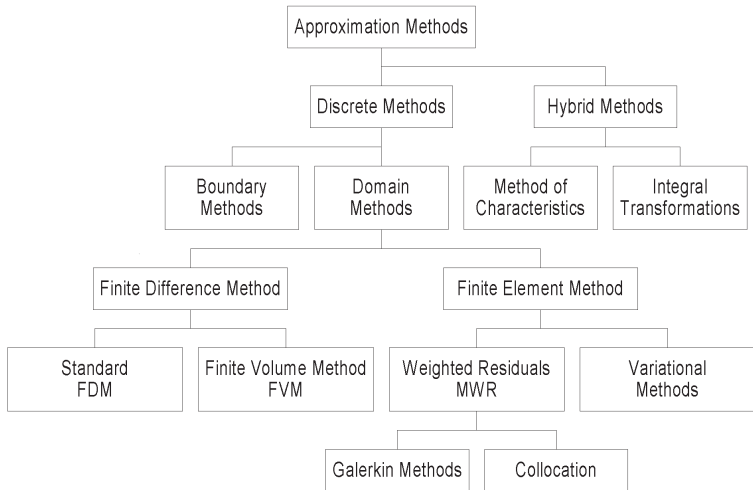 Approximation Methods
Discrete Methods
Hybrid Methods
Boundary
Methods
Domain
Methods
Method of
Characteristics
Integral
Transformations
Finite Difference Method
Finite Element Method
Standard
FDM
Finite Volume Method
FVM
Weighted Residuals
MWR
Variational
Methods
Galerkin Methods
Collocation